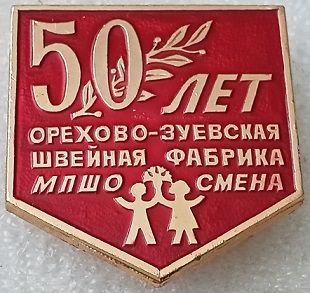 50 ЛЕТ
ОРЕХОВО-ЗУЕВСКАЯ
ШВЕЙНАЯ ФАБРИКА
МПШО СМЕНА